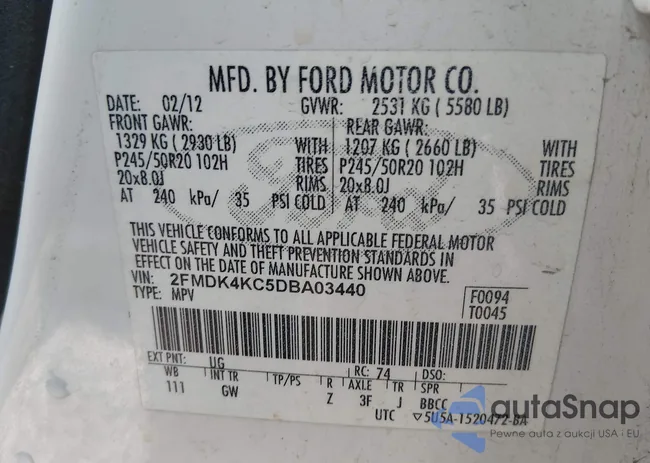 MFD. BY FORD MOTOR CO.
DATE: 02/12 GVWR: 2531 KG ( 5580 LB)
FRONT GAWR: REAR GAWR:
1329 KG ( 2930 LB) WITH 1207 KG ( 2660 LB) WITH
P245/50R20 102H TIRES P245/50R20 102H TIRES
20x8.0J RIMS 20x8.0J RIMS
AT 240 kPa/ 35 PSI COLD AT 240 kPa/ 35 PSI COLD
THIS VEHICLE CONFORMS TO ALL APPLICABLE FEDERAL MOTOR
VEHICLE SAFETY AND THEFT PREVENTION STANDARDS IN
EFFECT ON THE DATE OF MANUFACTURE SHOWN ABOVE.
VIN: 2FMDK4KC5DBA03440
TYPE: MPV
F0094
T0045
EXT PNT: UG RC: 74 DSO:
WB INT TR TP/PS R AXLE TR SPR
111 GW Z 3F J BBCC
UTC ▽5U5A-1520472-BA
Ford
autoSnap
Pewne auta z aukcji USA i EU